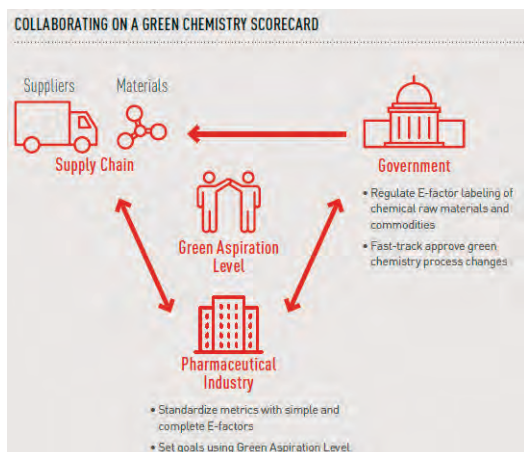 COLLABORATING ON A GREEN CHEMISTRY SCORECARD
Suppliers Materials
Supply Chain
Government
• Regulate E-factor labeling of
chemical raw materials and
commodities
• Fast-track approve green
chemistry process changes
Green Aspiration
Level
Pharmaceutical
Industry
• Standardize metrics with simple and
complete E-factors
• Set goals using Green Aspiration Level